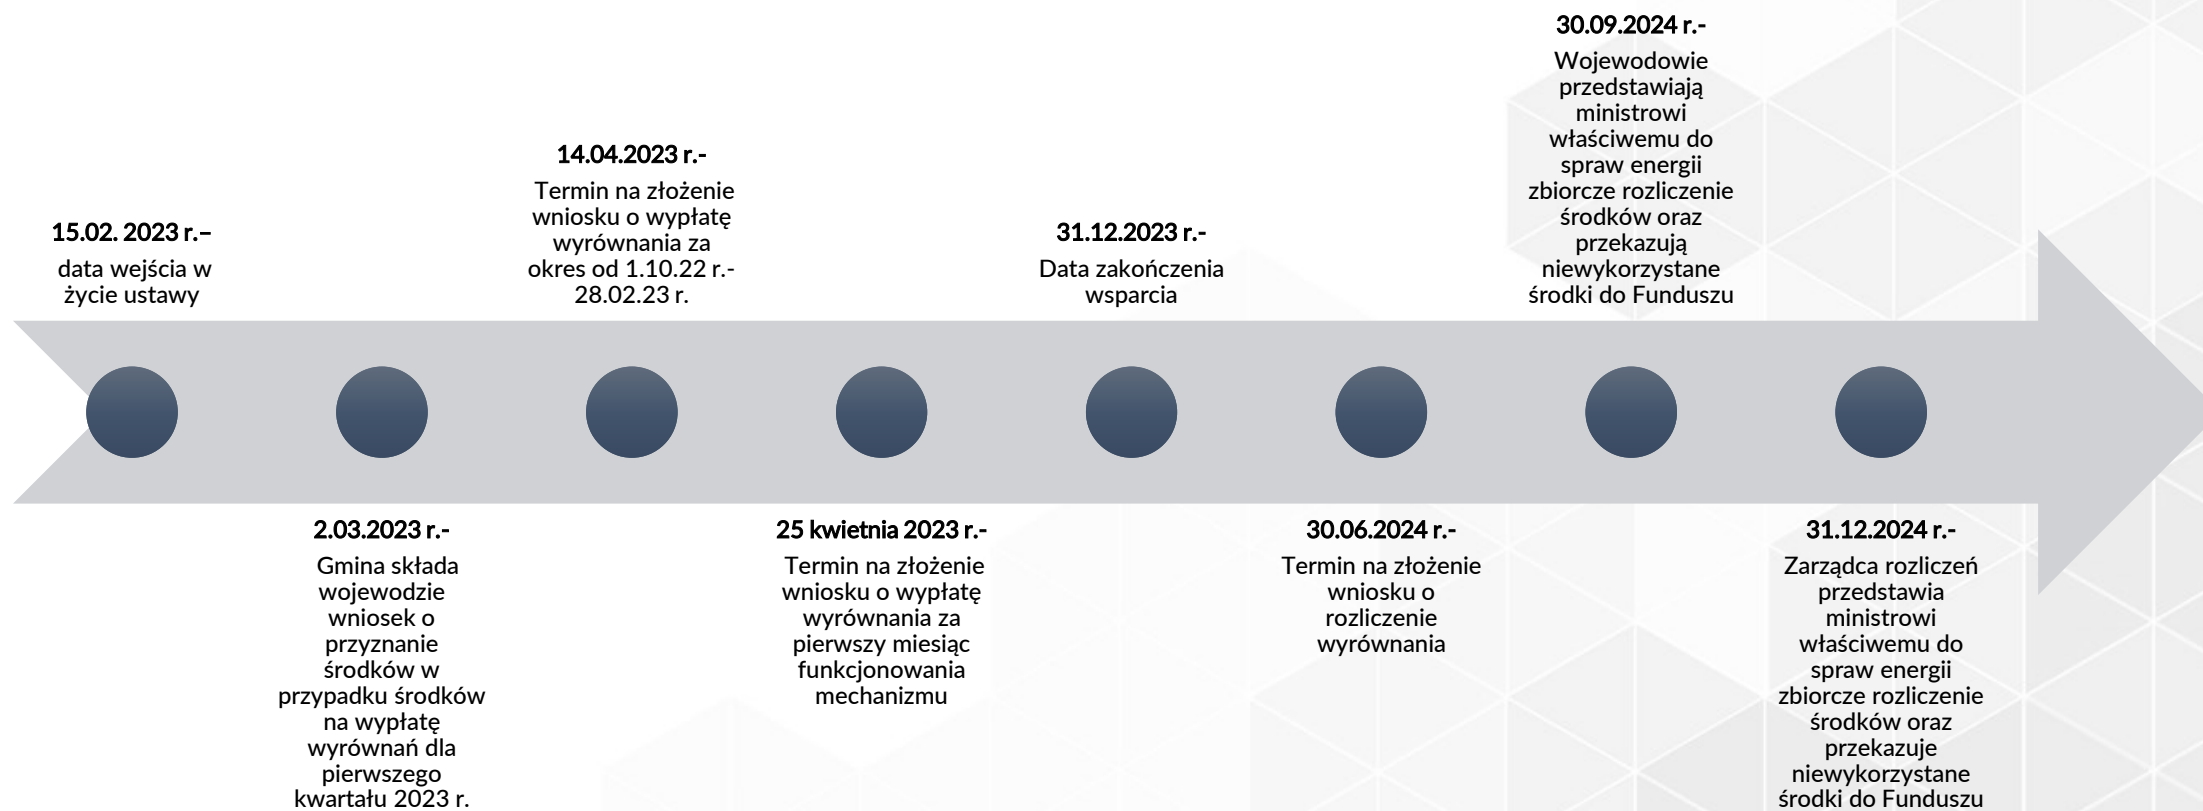 15.02. 2023 r.–
data wejścia w
życie ustawy
2.03.2023 r.-
Gmina składa
wojewodzie
wniosek o
przyznanie
środków w
przypadku środków
na wypłatę
wyrównań dla
pierwszego
kwartału 2023 r.
14.04.2023 r.-
Termin na złożenie
wniosku o wypłatę
wyrównania za
okres od 1.10.22 r.-
28.02.23 r.
25 kwietnia 2023 r.-
Termin na złożenie
wniosku o wypłatę
wyrównania za
pierwszy miesiąc
funkcjonowania
mechanizmu
31.12.2023 r.-
Data zakończenia
wsparcia
30.06.2024 r.-
Termin na złożenie
wniosku o
rozliczenie
wyrównania
30.09.2024 r.-
Wojewodowie
przedstawiają
ministrowi
właściwemu do
spraw energii
zbiorcze rozliczenie
środków oraz
przekazują
niewykorzystane
środki do Funduszu
31.12.2024 r.-
Zarządca rozliczeń
przedstawia
ministrowi
właściwemu do
spraw energii
zbiorcze rozliczenie
środków oraz
przekazuje
niewykorzystane
środki do Funduszu